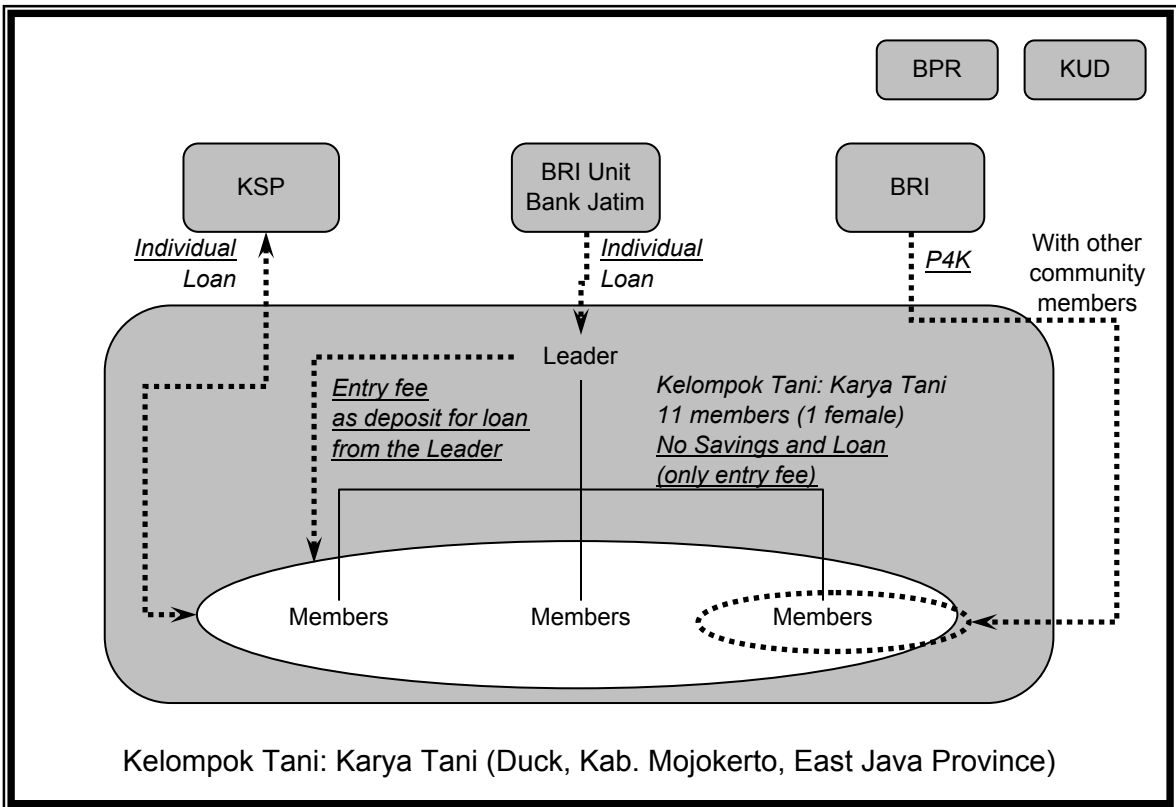 BPR
KUD
KSP
BRI Unit
Bank Jatim
BRI
Individual
Loan
Individual
Loan
P4K
With other
community
members
Leader
Entry fee
as deposit for loan
from the Leader
Kelompok Tani: Karya Tani
11 members (1 female)
No Savings and Loan
(only entry fee)
Members
Members
Members
Kelompok Tani: Karya Tani (Duck, Kab. Mojokerto, East Java Province)